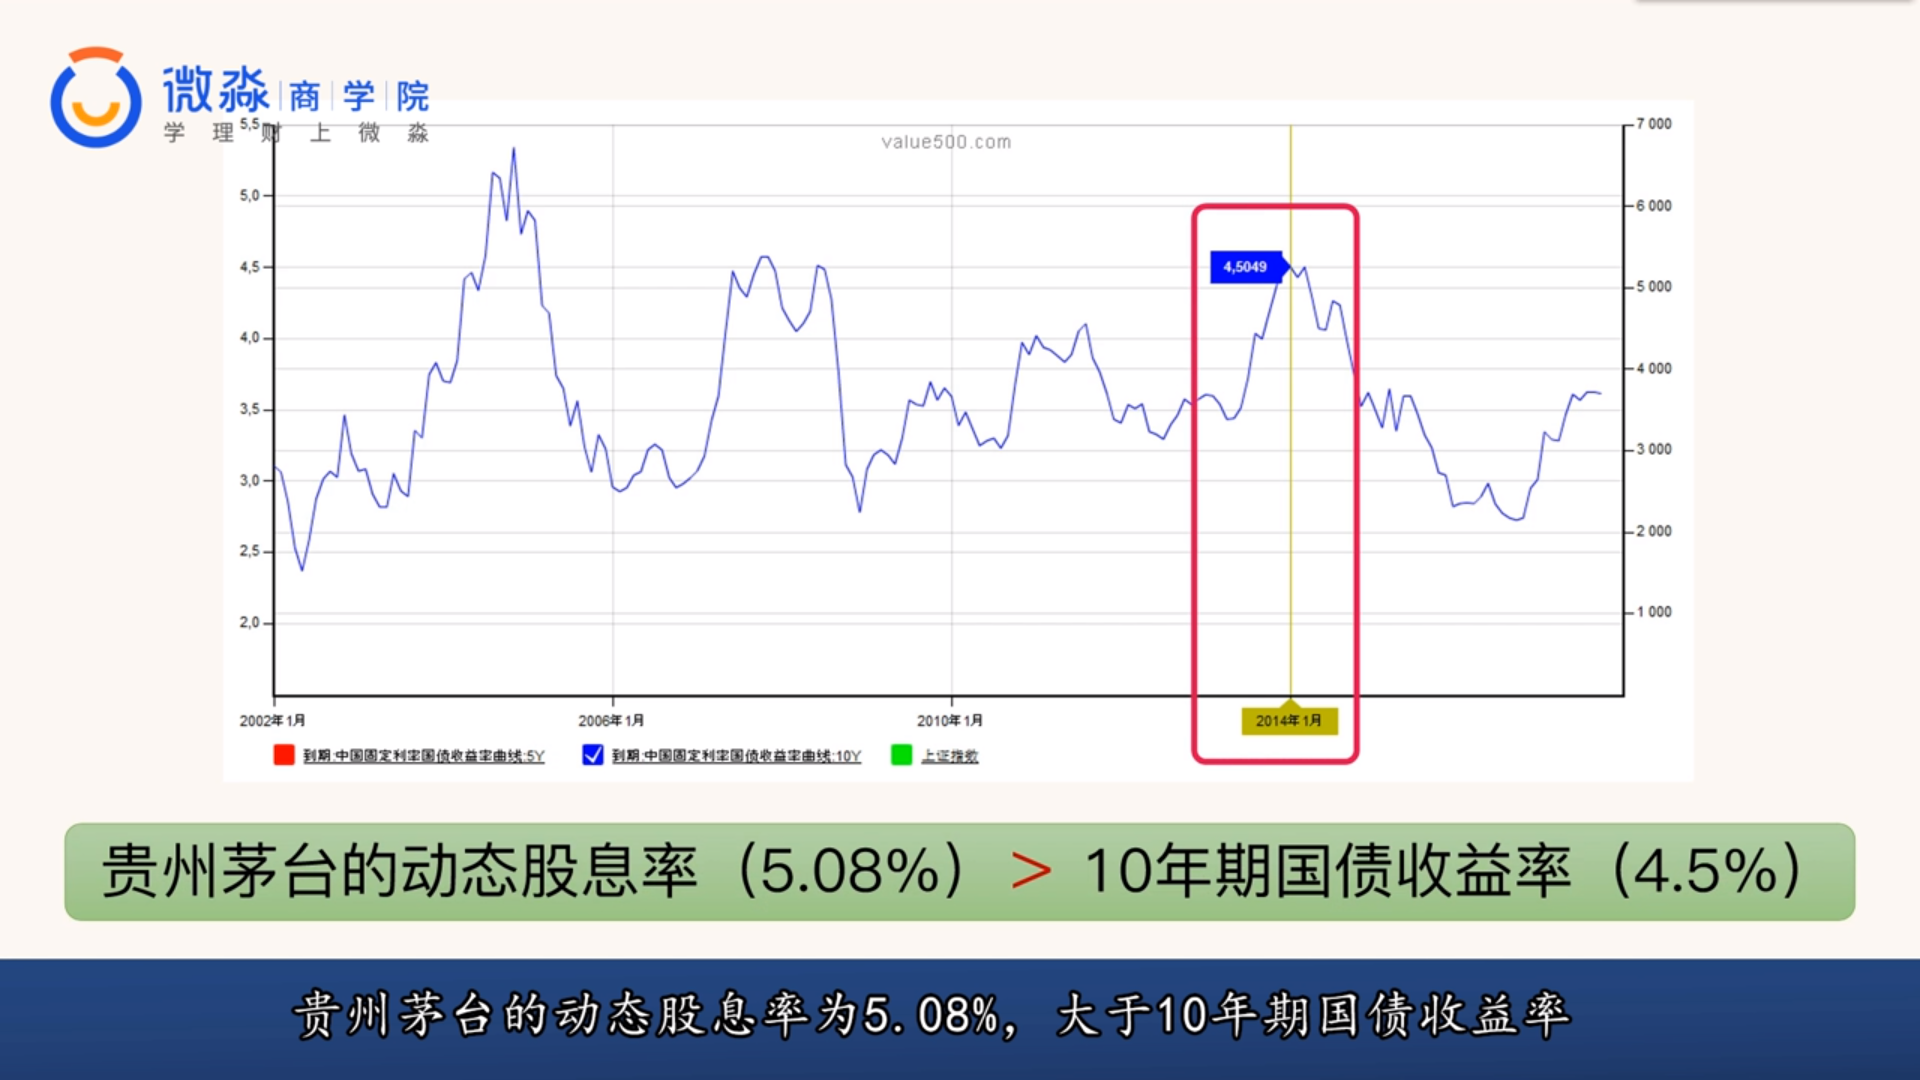 微淼 商 学 院
学 理 财 上 微 淼
value500.com
5,5
5,0
4,5
4,0
3,5
3,0
2,5
2,0
7 000
6 000
5 000
4 000
3 000
2 000
1 000
4,5049
2002年1月
2006年1月
2010年1月
2014年1月
到期:中国固定利率国债收益率曲线:5Y
到期:中国固定利率国债收益率曲线:10Y
上证指数
贵州茅台的动态股息率（5.08%） > 10年期国债收益率（4.5%）
贵州茅台的动态股息率为5.08%，大于10年期国债收益率